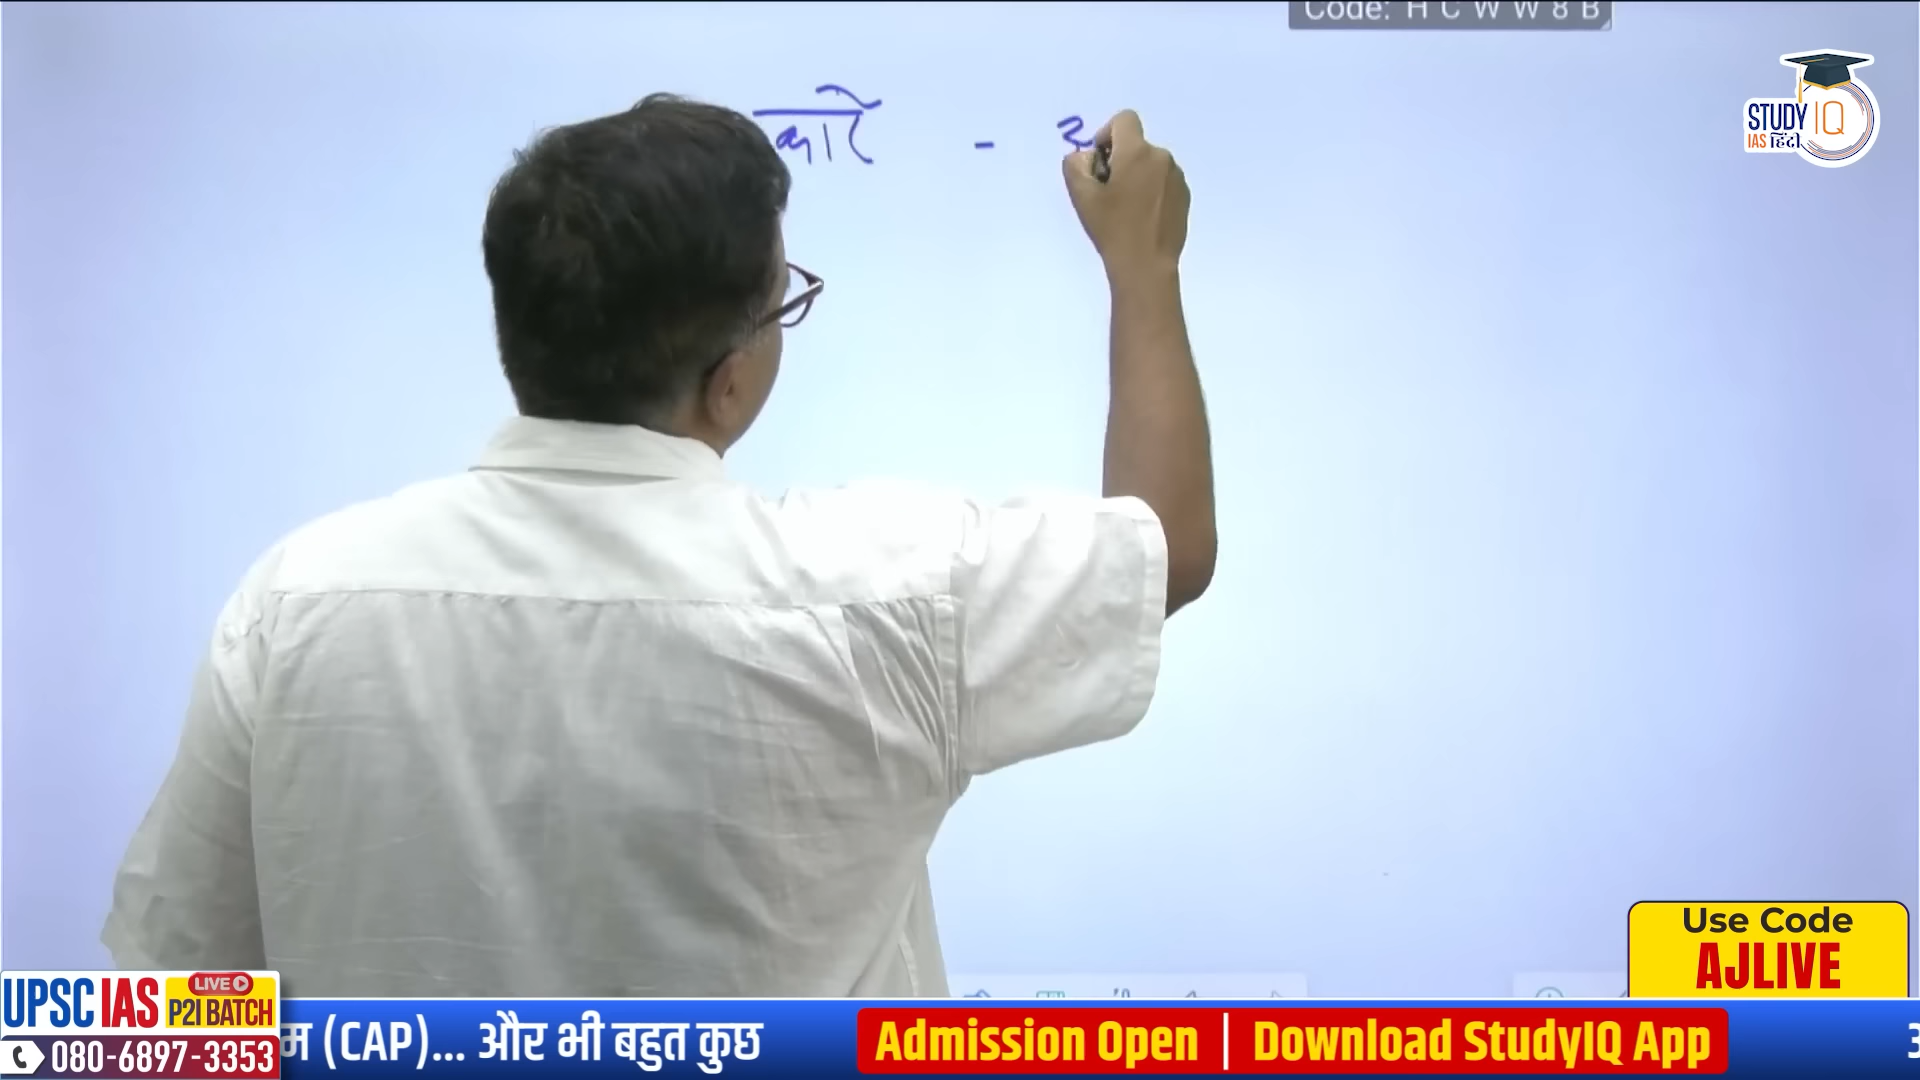 Code: H C W W 8 B
STUDY IQ
IAS हिंदी
Use Code
AJLIVE
UPSC IAS
LIVE
P2I BATCH
080-6897-3353
म (CAP)... और भी बहुत कुछ
Admission Open | Download StudyIQ App